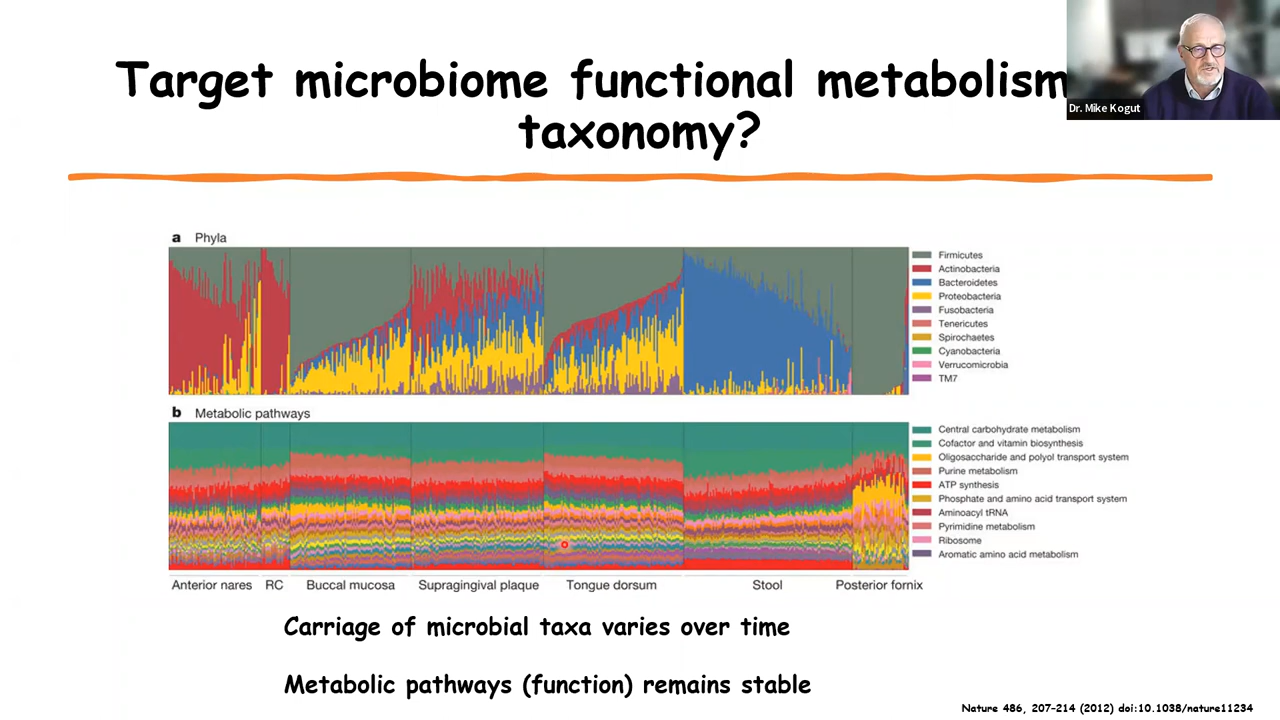 Target microbiome functional metabolism
taxonomy?
Dr. Mike Kogut
a Phyla
Firmicutes
Actinobacteria
Bacteroidetes
Proteobacteria
Fusobacteria
Tenericutes
Spirochaetes
Cyanobacteria
Verrucomicrobia
TM7
b Metabolic pathways
Central carbohydrate metabolism
Cofactor and vitamin biosynthesis
Oligosaccharide and polyol transport system
Purine metabolism
ATP synthesis
Phosphate and amino acid transport system
Aminoacyl tRNA
Pyrimidine metabolism
Ribosome
Aromatic amino acid metabolism
Anterior nares RC Buccal mucosa Supragingival plaque Tongue dorsum Stool Posterior fornix
Carriage of microbial taxa varies over time
Metabolic pathways (function) remains stable
Nature 486, 207-214 (2012) doi:10.1038/nature11234